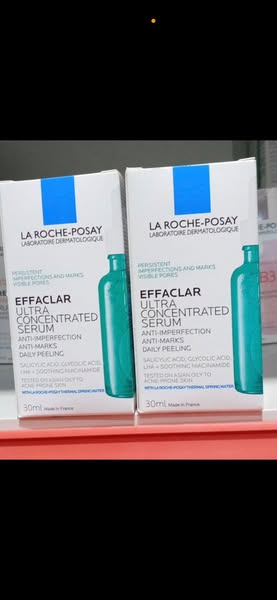 LA ROCHE-POSAY
LABORATOIRE DERMATOLOGIQUE
PERSISTENT
IMPERFECTIONS AND MARKS
VISIBLE PORES
EFFACLAR
ULTRA
CONCENTRATED
SERUM
ANTI-IMPERFECTION
ANTI-MARKS
DAILY PEELING
SALICYLIC ACID, GLYCOLIC ACID,
LHA + SOOTHING NIACINAMIDE
TESTED ON ASIAN OILY TO
ACNE-PRONE SKIN
WITH LA ROCHE-POSAY THERMAL SPRING WATER
30ml Made in France
LA ROCHE-POSAY
LABORATOIRE DERMATOLOGIQUE
PERSISTENT
IMPERFECTIONS AND MARKS
VISIBLE PORES
EFFACLAR
ULTRA
CONCENTRATED
SERUM
ANTI-IMPERFECTION
ANTI-MARKS
DAILY PEELING
SALICYLIC ACID, GLYCOLIC ACID,
LHA + SOOTHING NIACINAMIDE
TESTED ON ASIAN OILY TO
ACNE-PRONE SKIN
WITH LA ROCHE-POSAY THERMAL SPRING WATER
30ml Made in France